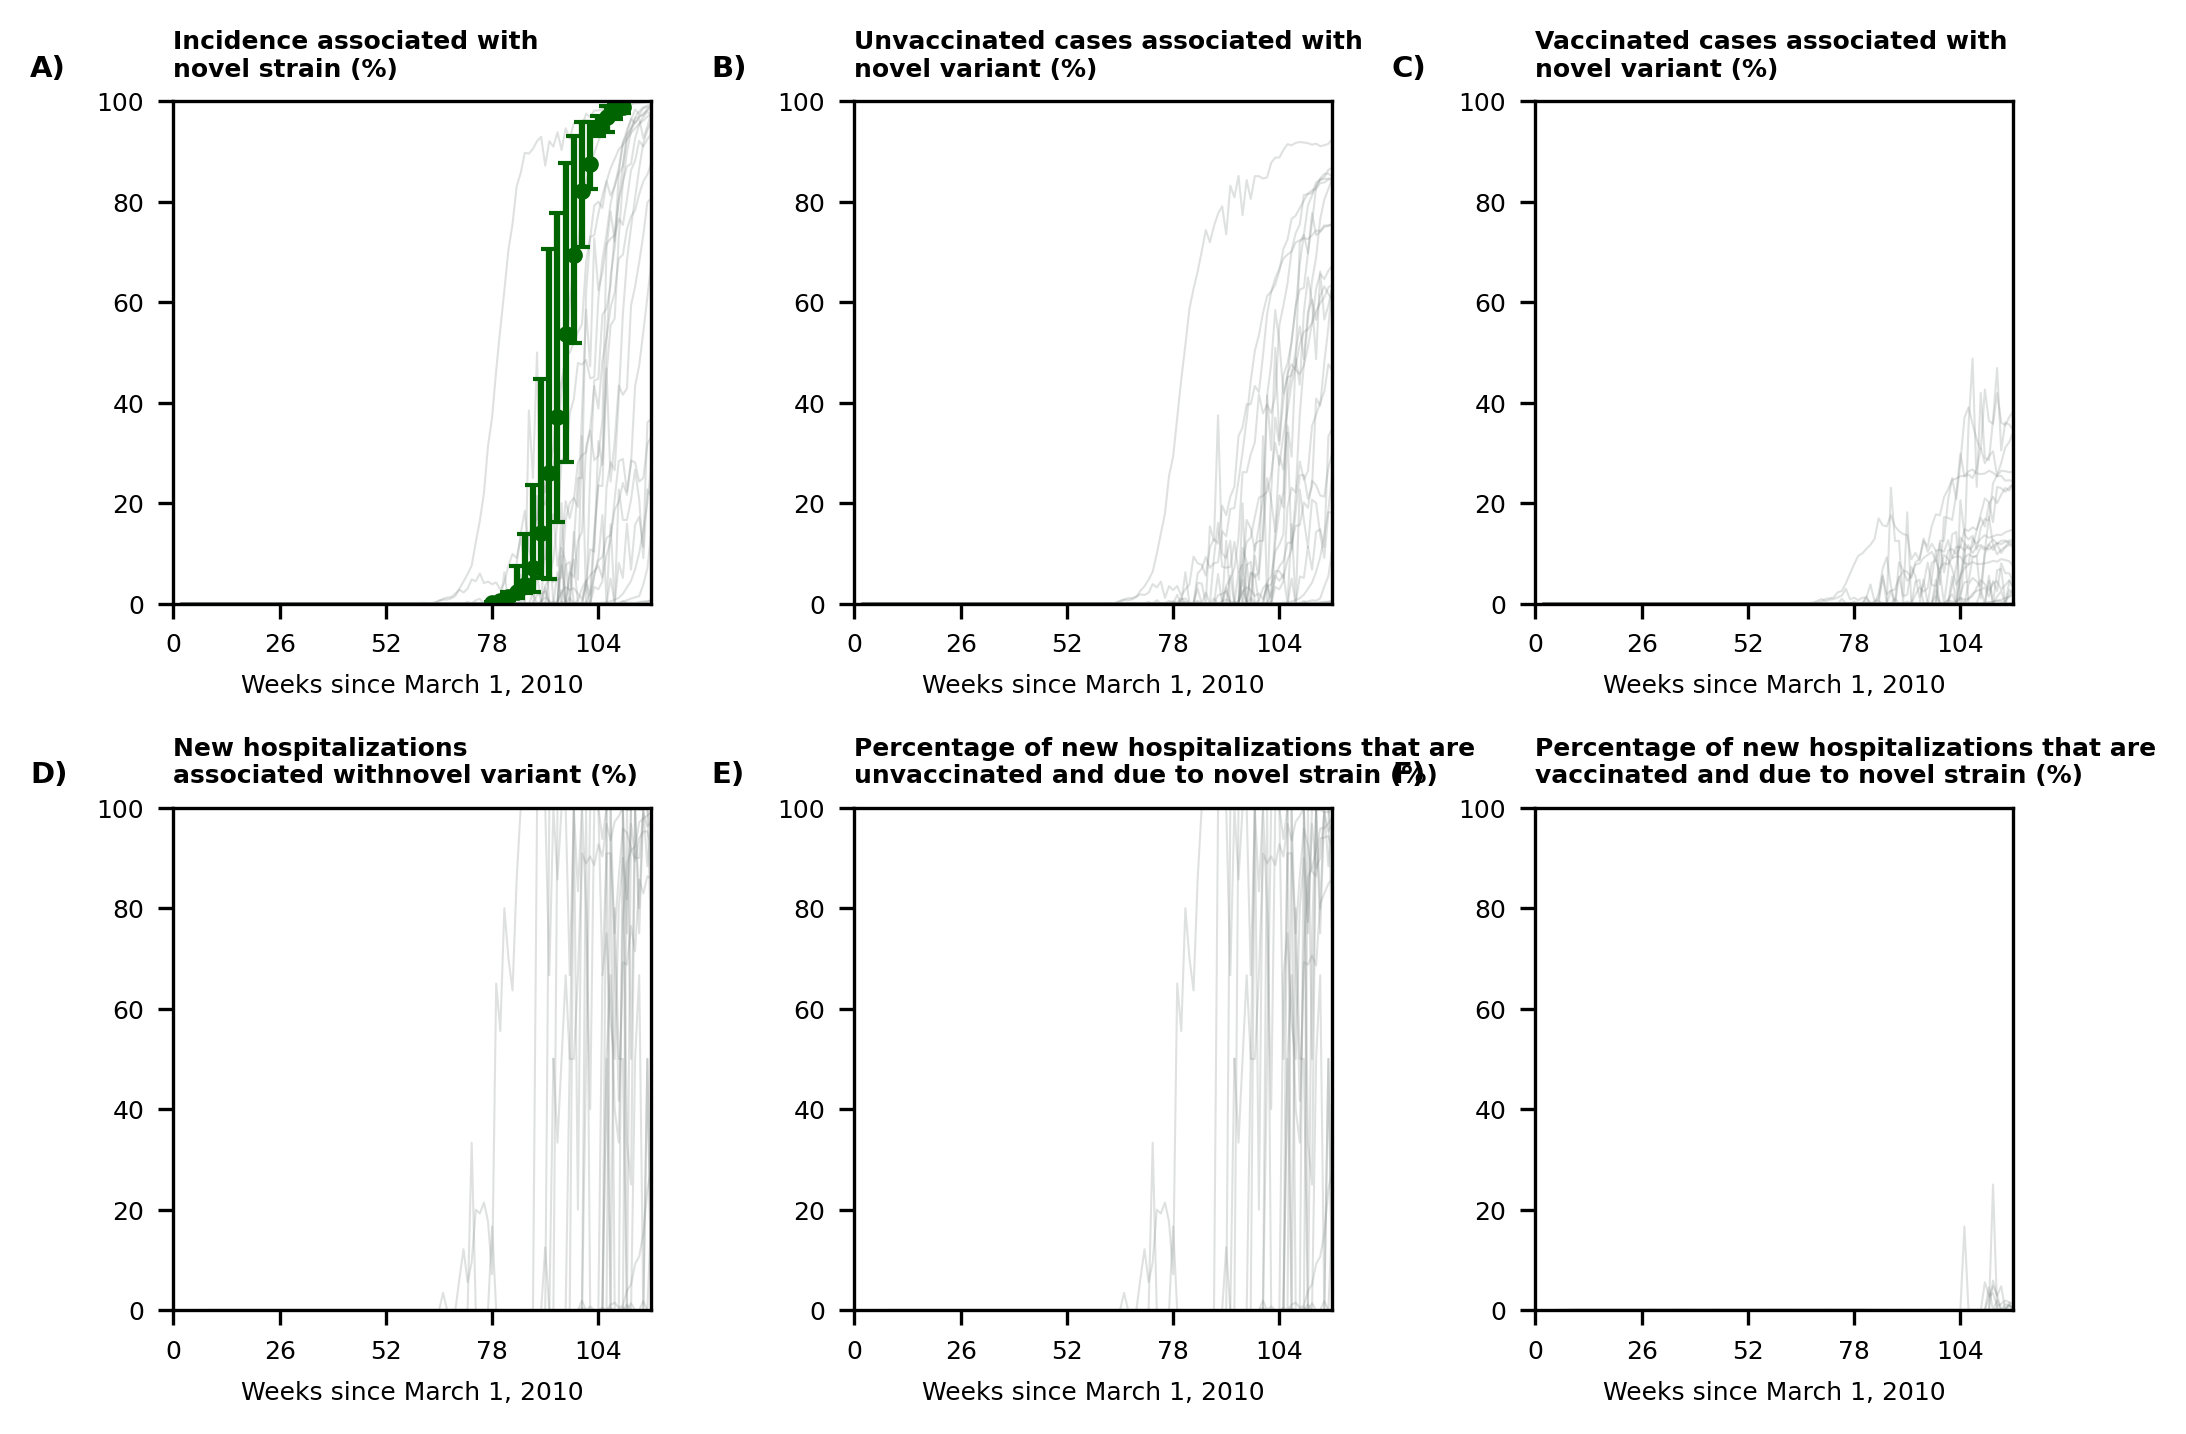 A)
Incidence associated with
novel strain (%)
100
80
60
40
20
0
0 26 52 78 104
Weeks since March 1, 2010
B)
Unvaccinated cases associated with
novel variant (%)
100
80
60
40
20
0
0 26 52 78 104
Weeks since March 1, 2010
C)
Vaccinated cases associated with
novel variant (%)
100
80
60
40
20
0
0 26 52 78 104
Weeks since March 1, 2010
D)
New hospitalizations
associated withnovel variant (%)
100
80
60
40
20
0
0 26 52 78 104
Weeks since March 1, 2010
E)
Percentage of new hospitalizations that are
unvaccinated and due to novel strain (%)
100
80
60
40
20
0
0 26 52 78 104
Weeks since March 1, 2010
F)
Percentage of new hospitalizations that are
vaccinated and due to novel strain (%)
100
80
60
40
20
0
0 26 52 78 104
Weeks since March 1, 2010